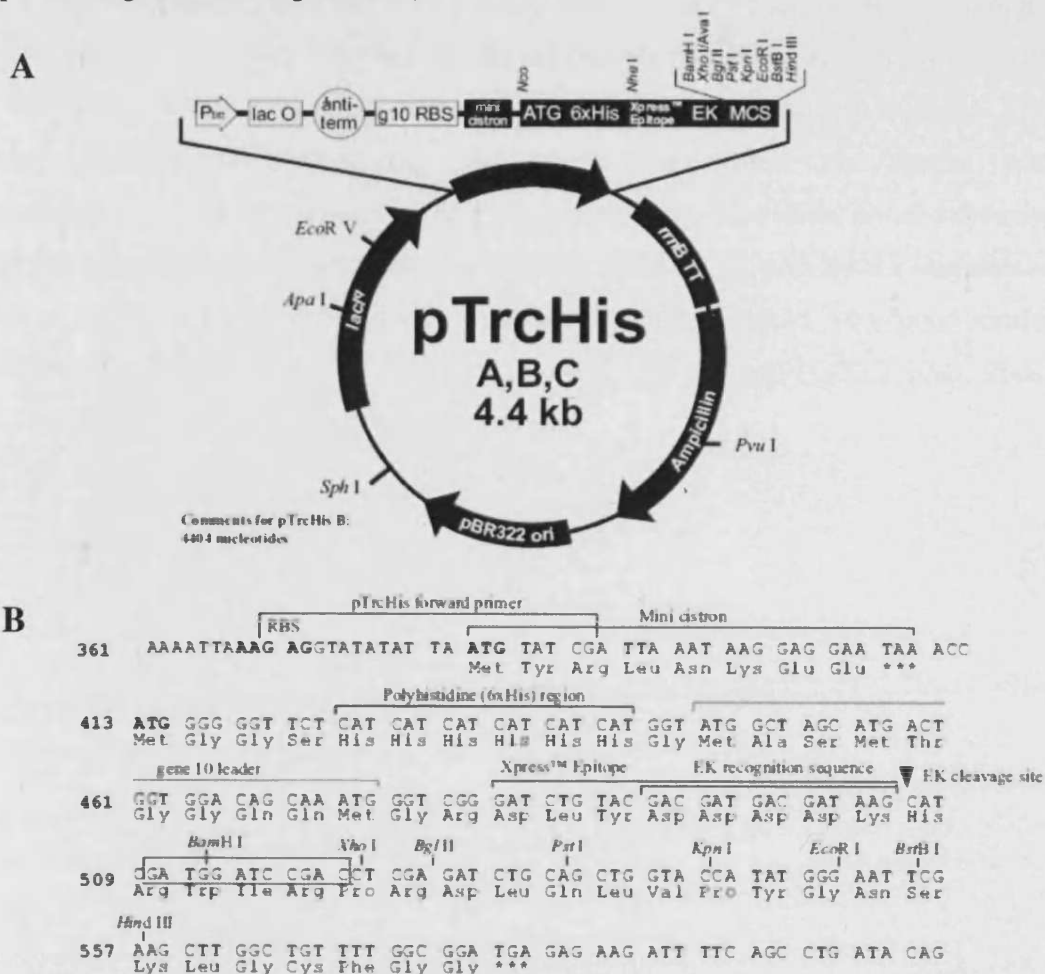 A
Nco
Nhe I
BamH I
Xho I/Ava I
Bgl II
Pst I
Kpn I
EcoR I
BstB I
Hind III
lac O
anti-term
g10 RBS
mini cistron
ATG 6xHis
Xpress™ Epitope
EK MCS
EcoR V
Apa I
Sph I
Pvu I
rrnB TT
Ampicillin
pBR322 ori
pTrcHis
A,B,C
4.4 kb
Comments for pTrcHis B:
4404 nucleotides
B
pTrcHis forward primer
RBS
Mini cistron
361 AAAATTAAAAG AGGTATATATAT TA ATG TAT CGA TTA AAT AAG GAG GAA TAA ACC
Met Tyr Arg Leu Asn Lys Glu Glu ***
Polyhistidine (6xHis) region
413 ATG GGG GGT TCT CAT CAT CAT CAT CAT CAT GGT ATG GCT AGC ATG ACT
Met Gly Gly Ser His His His His His His Gly Met Ala Ser Met Thr
gene 10 leader
Xpress™ Epitope
EK recognition sequence
EK cleavage site
461 GGT GGA CAG CAA ATG GGT CGG GAT CTG TAC GAC GAT GAC GAT AAG CAT
Gly Gly Gln Gln Met Gly Arg Asp Leu Tyr Asp Asp Asp Asp Lys His
BamH I Xho I Bgl II Pst I Kpn I EcoR I BstB I
509 CGA TGG ATC CGA CCT CGA GAT CTG CAG CTG GTA CCA TAT GGG AAT TCG
Arg Trp Ile Arg Pro Arg Asp Leu Gln Leu Val Pro Tyr Gly Asn Ser
Hind III
557 AAG CTT GGC TGT TTT GGC GGA TGA GAG AAG ATT TTC AGC CTG ATA CAG
Lys Leu Gly Cys Phe Gly Gly ***